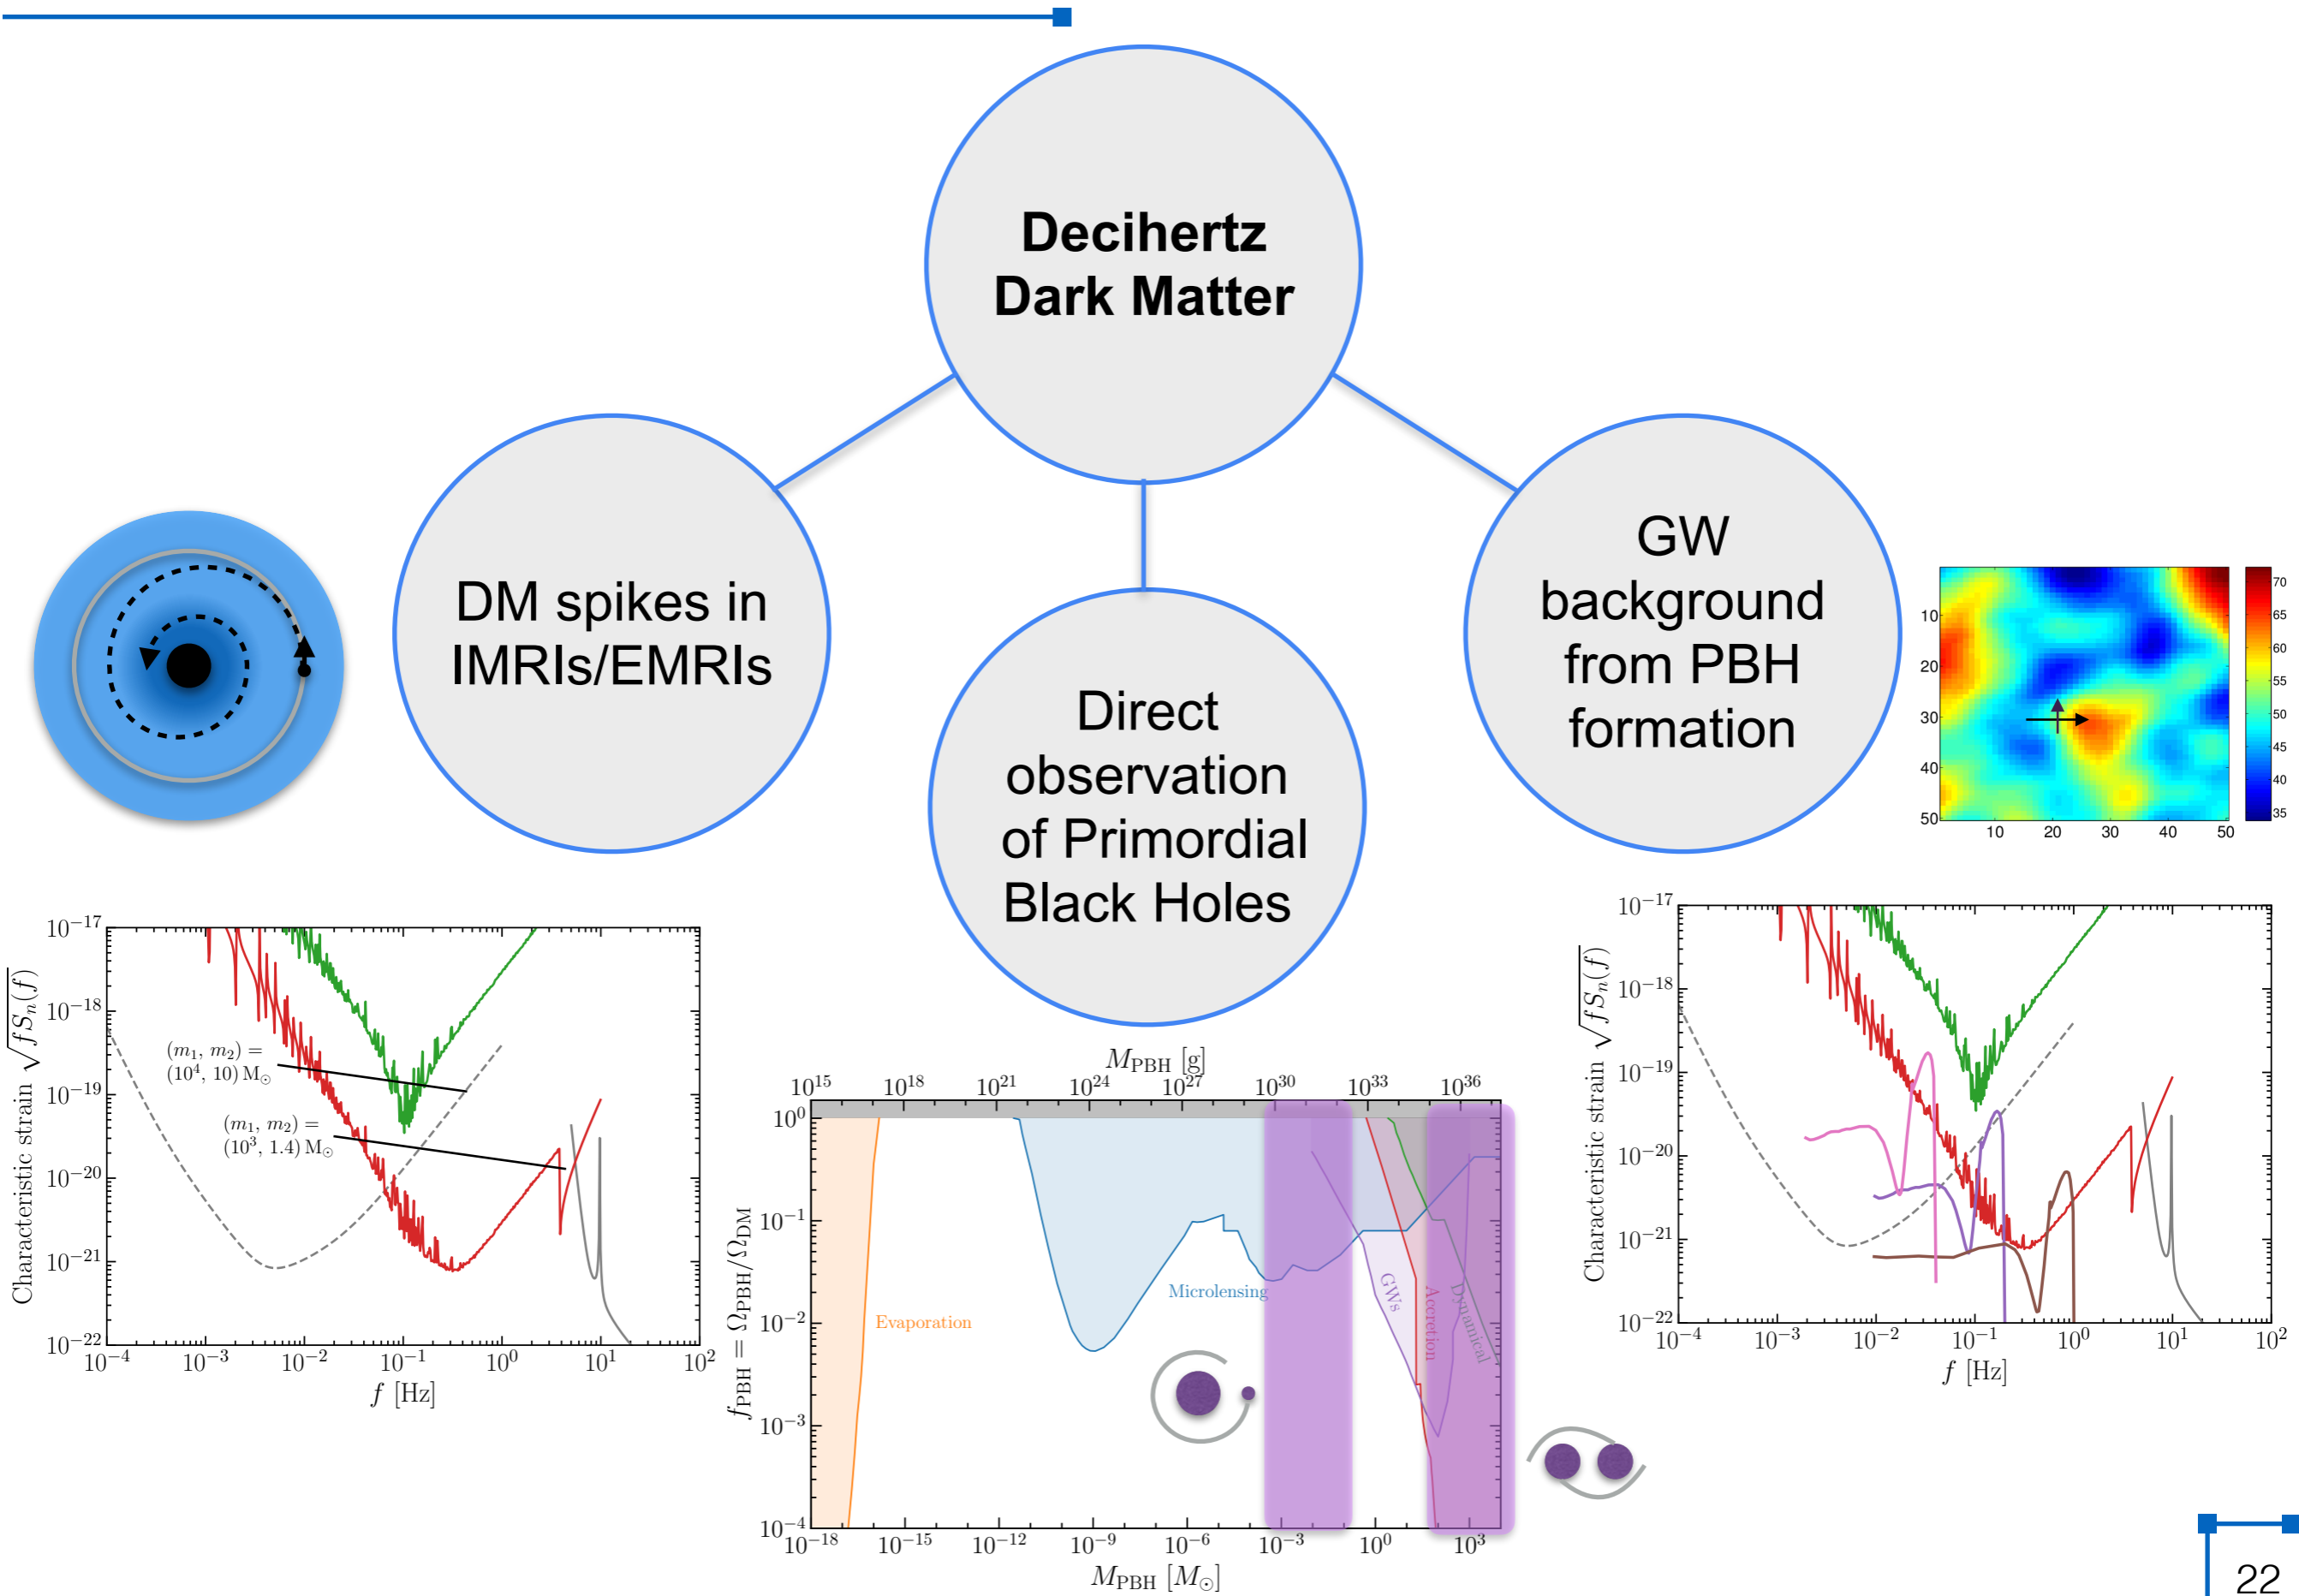 Decihertz
Dark Matter
DM spikes in
IMRIs/EMRIs
Direct
observation
of Primordial
Black Holes
GW
background
from PBH
formation
10
20
30
40
50
10 20 30 40 50
70
65
60
55
50
45
40
35
Characteristic strain √fSₙ(f)
10⁻¹⁷
10⁻¹⁸
10⁻¹⁹
10⁻²⁰
10⁻²¹
10⁻²²
(m₁, m₂) =
(10⁴, 10) M⊙
(m₁, m₂) =
(10³, 1.4) M⊙
10⁻⁴ 10⁻³ 10⁻² 10⁻¹ 10⁰ 10¹ 10²
f [Hz]
M_PBH [g]
10¹⁵ 10¹⁸ 10²¹ 10²⁴ 10²⁷ 10³⁰ 10³³ 10³⁶
f_PBH = Ω_PBH/Ω_DM
10⁰
10⁻¹
10⁻²
10⁻³
10⁻⁴
Evaporation
Microlensing
GWs
Accretion
Dynamical
10⁻¹⁸ 10⁻¹⁵ 10⁻¹² 10⁻⁹ 10⁻⁶ 10⁻³ 10⁰ 10³
M_PBH [M⊙]
Characteristic strain √fSₙ(f)
10⁻¹⁷
10⁻¹⁸
10⁻¹⁹
10⁻²⁰
10⁻²¹
10⁻²²
10⁻⁴ 10⁻³ 10⁻² 10⁻¹ 10⁰ 10¹ 10²
f [Hz]
22